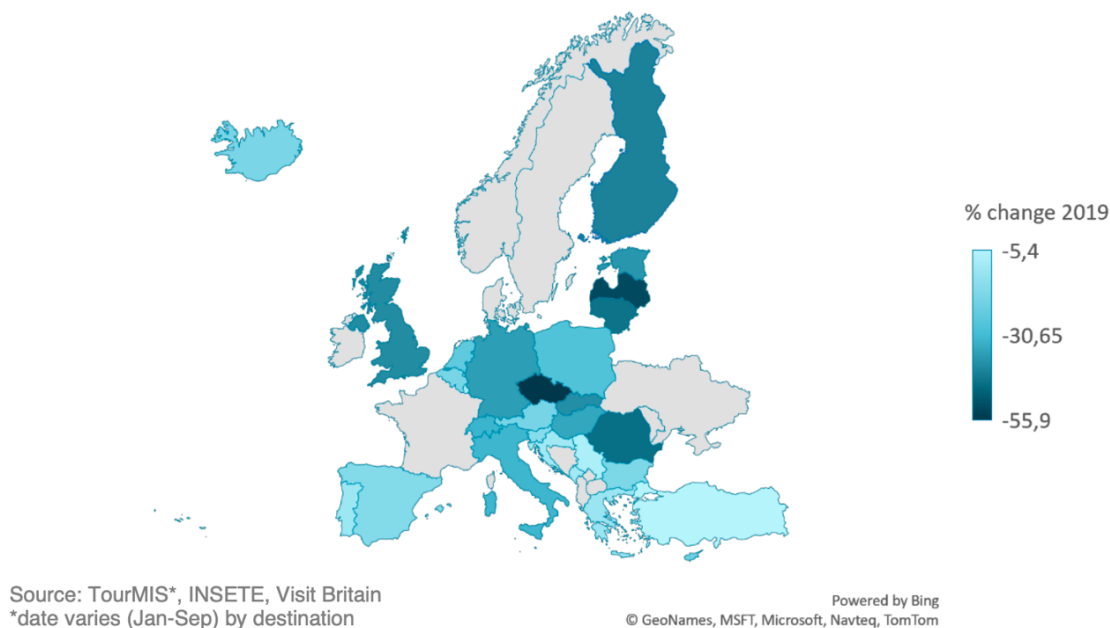 % change 2019
-5,4
-30,65
-55,9
Source: TourMIS*, INSETE, Visit Britain
*date varies (Jan-Sep) by destination
Powered by Bing
© GeoNames, MSFT, Microsoft, Navteq, TomTom